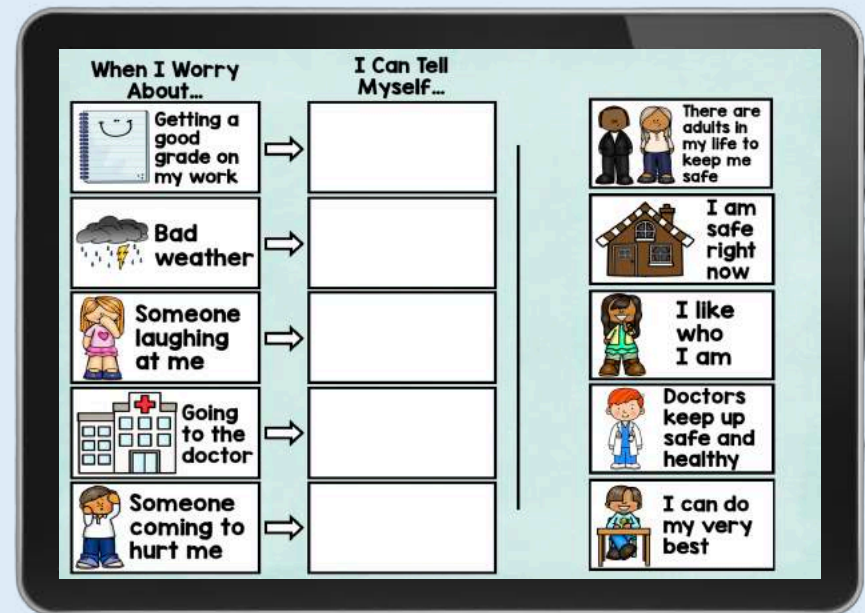 When I Worry
About...
I Can Tell
Myself...
Getting a
good
grade on
my work
Bad
weather
Someone
laughing
at me
Going
to the
doctor
Someone
coming to
hurt me
There are
adults in
my life to
keep me
safe
I am
safe
right
now
I like
who
I am
Doctors
keep up
safe and
healthy
I can do
my very
best